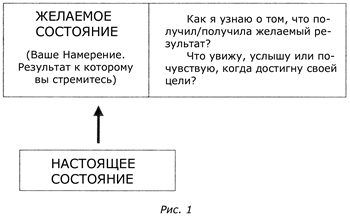 ЖЕЛАЕМОЕ
СОСТОЯНИЕ
(Ваше Намерение.
Результат к которому
вы стремитесь)
Как я узнаю о том, что по-
лучил/получила желаемый ре-
зультат?
Что увижу, услышу или по-
чувствую, когда достигну своей
цели?
НАСТОЯЩЕЕ
СОСТОЯНИЕ
Рис. 1